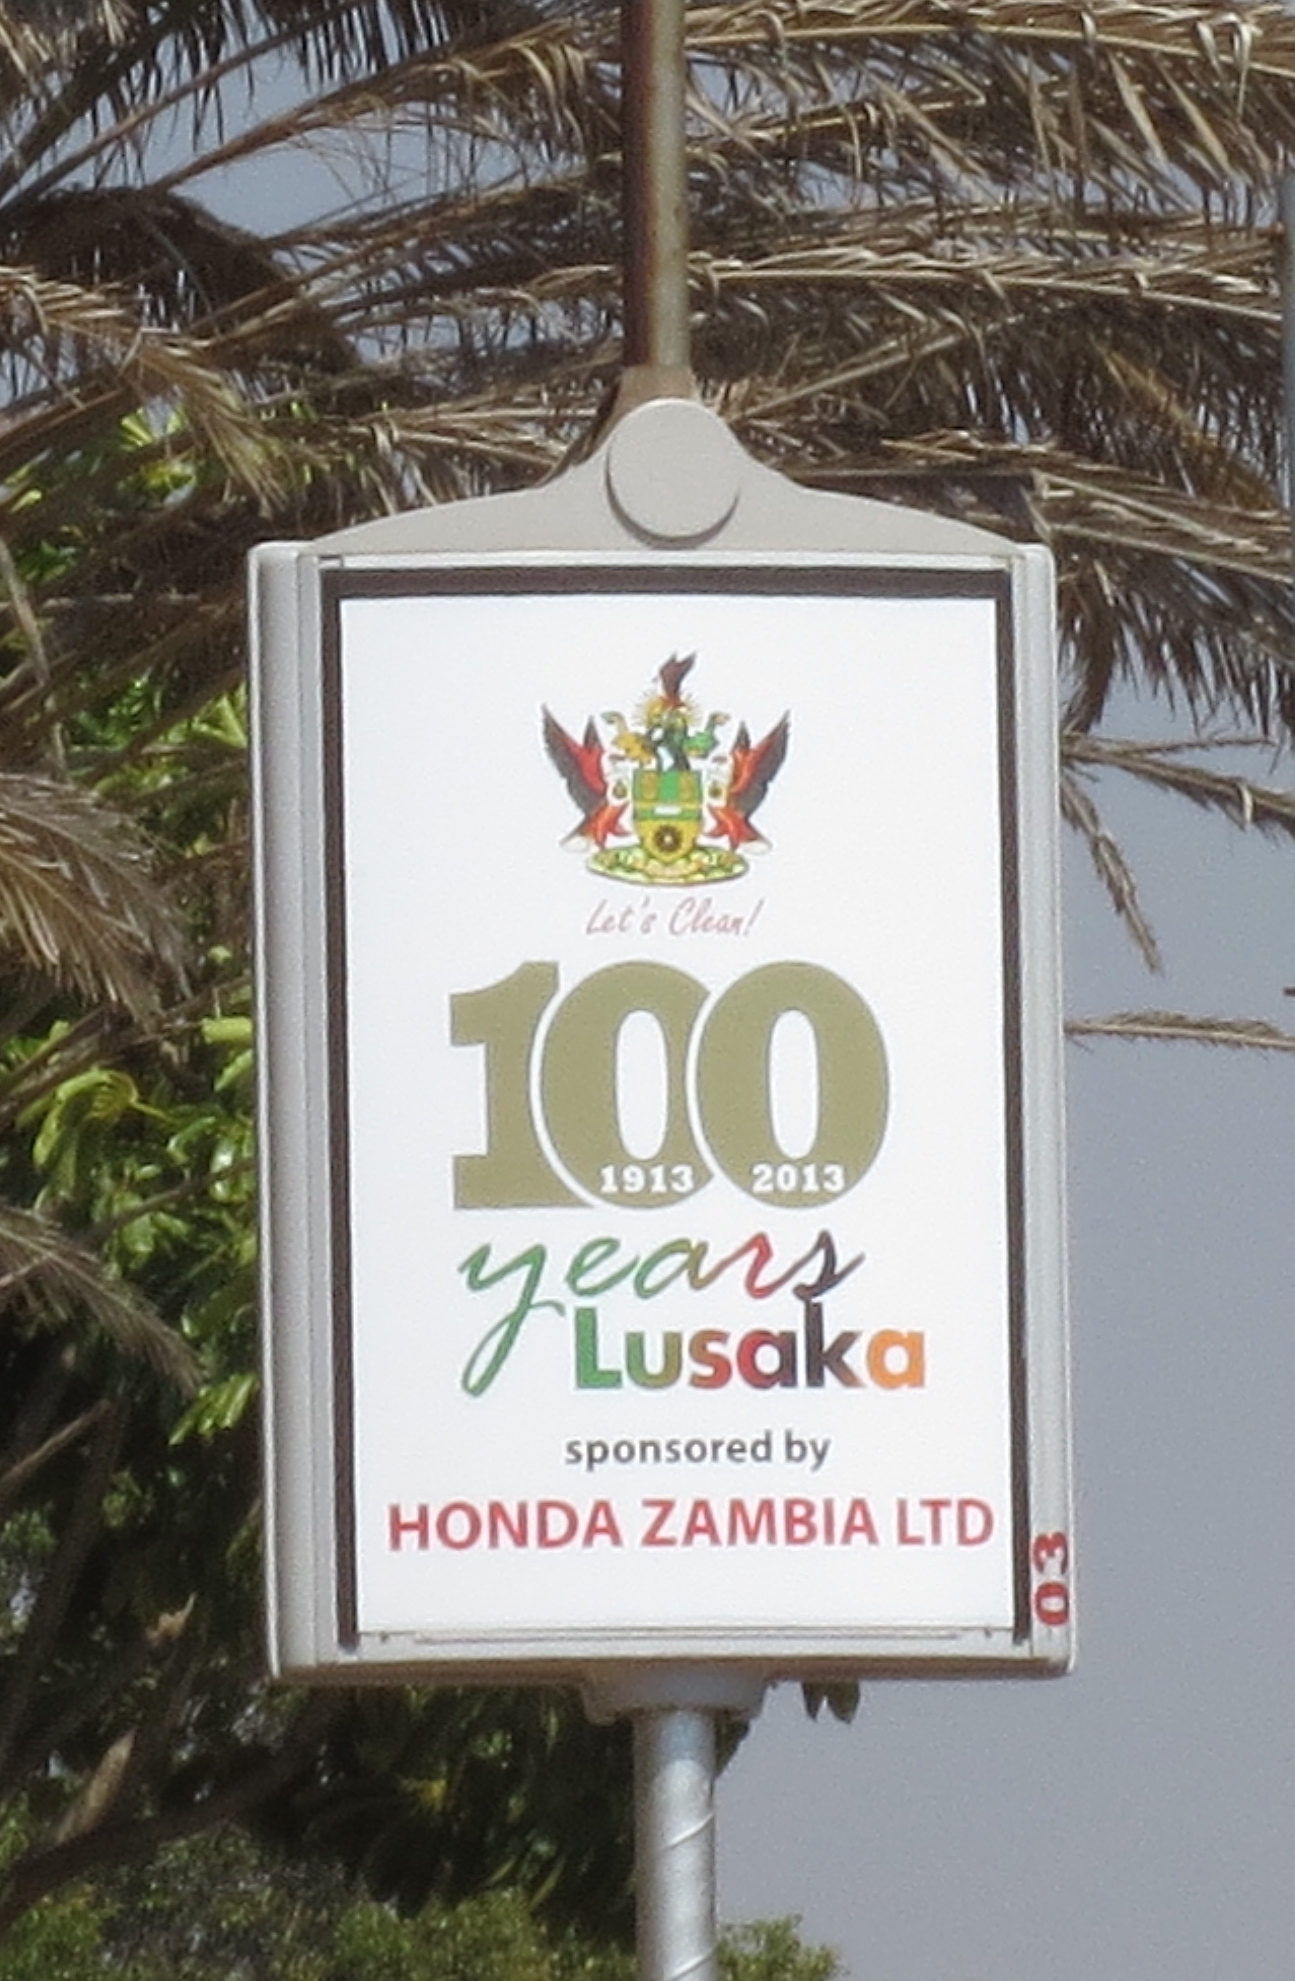 Let's Clean!
100
1913 2013
years
Lusaka
sponsored by
HONDA ZAMBIA LTD
03